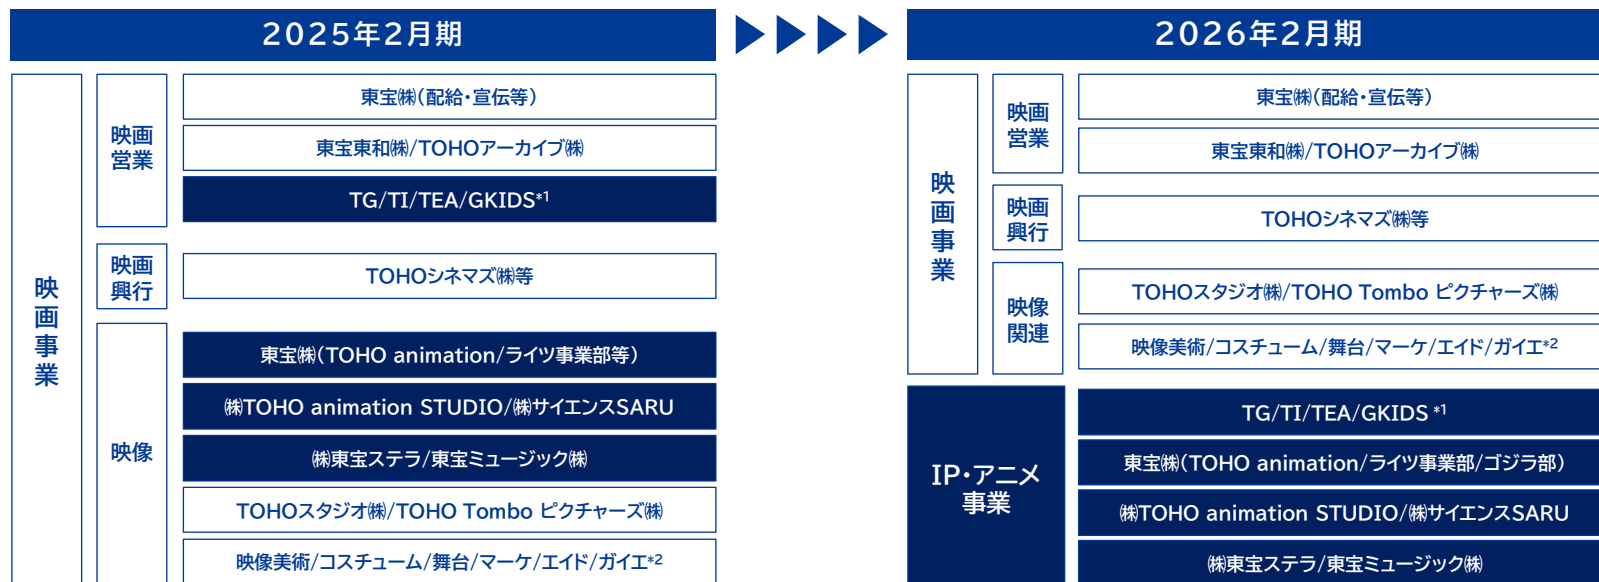 2025年2月期
映画事業
映画
営業
東宝㈱(配給・宣伝等)
東宝東和㈱/TOHOアーカイブ㈱
TG/TI/TEA/GKIDS*1
映画
興行
TOHOシネマズ㈱等
映像
東宝㈱(TOHO animation/ライツ事業部等)
㈱TOHO animation STUDIO/㈱サイエンスSARU
㈱東宝ステラ/東宝ミュージック㈱
TOHOスタジオ㈱/TOHO Tombo ピクチャーズ㈱
映像美術/コスチューム/舞台/マーケ/エイド/ガイエ*2
2026年2月期
映画事業
映画
営業
東宝㈱(配給・宣伝等)
東宝東和㈱/TOHOアーカイブ㈱
映画
興行
TOHOシネマズ㈱等
映像
関連
TOHOスタジオ㈱/TOHO Tombo ピクチャーズ㈱
映像美術/コスチューム/舞台/マーケ/エイド/ガイエ*2
IP・アニメ
事業
TG/TI/TEA/GKIDS *1
東宝㈱(TOHO animation/ライツ事業部/ゴジラ部)
㈱TOHO animation STUDIO/㈱サイエンスSARU
㈱東宝ステラ/東宝ミュージック㈱